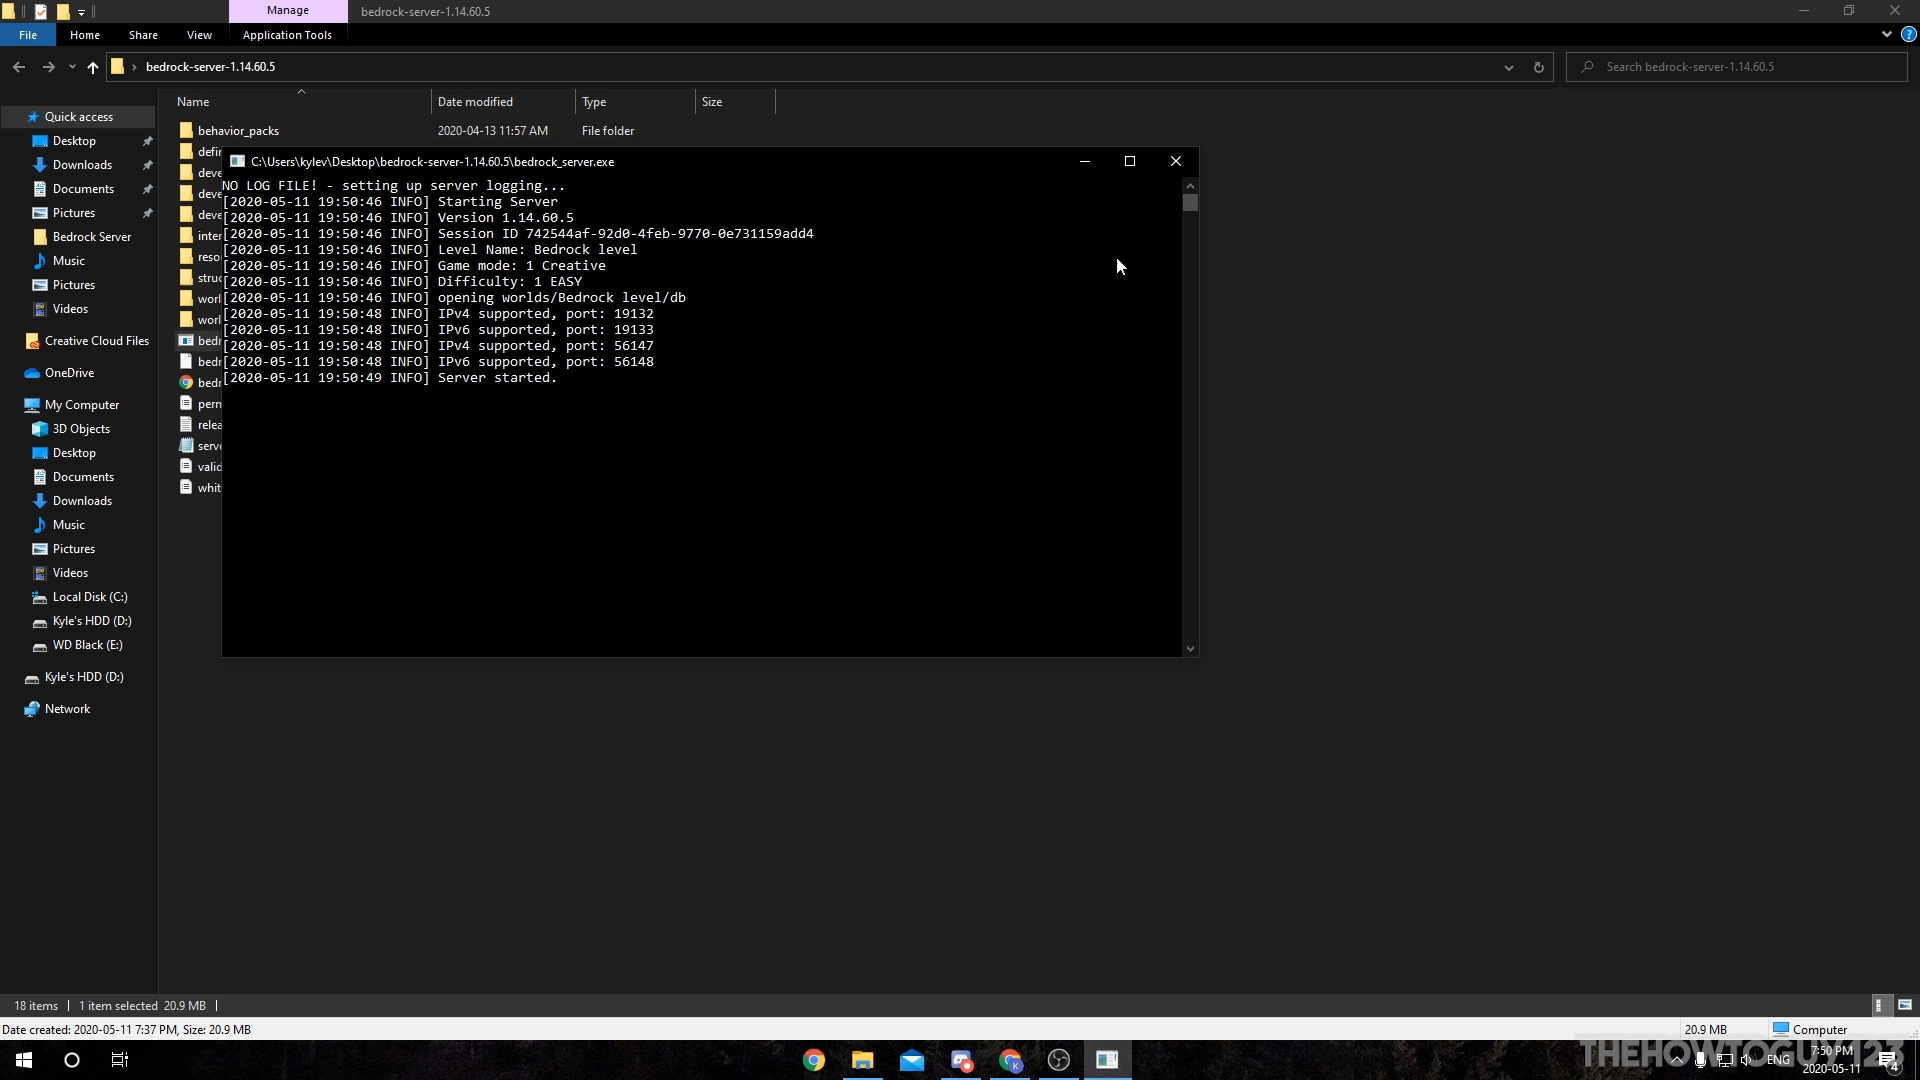 Manage
bedrock-server-1.14.60.5
File
Home
Share
View
Application Tools
bedrock-server-1.14.60.5
Search bedrock-server-1.14.60.5
Name
Date modified
Type
Size
Quick access
Desktop
Downloads
Documents
Pictures
Bedrock Server
Music
Pictures
Videos
Creative Cloud Files
OneDrive
My Computer
3D Objects
Desktop
Documents
Downloads
Music
Pictures
Videos
Local Disk (C:)
Kyle's HDD (D:)
WD Black (E:)
Kyle's HDD (D:)
Network
behavior_packs
2020-04-13 11:57 AM
File folder
C:\Users\kylev\Desktop\bedrock-server-1.14.60.5\bedrock_server.exe
NO LOG FILE! - setting up server logging...
[2020-05-11 19:50:46 INFO] Starting Server
[2020-05-11 19:50:46 INFO] Version 1.14.60.5
[2020-05-11 19:50:46 INFO] Session ID 742544af-92d0-4feb-9770-0e731159add4
[2020-05-11 19:50:46 INFO] Level Name: Bedrock level
[2020-05-11 19:50:46 INFO] Game mode: 1 Creative
[2020-05-11 19:50:46 INFO] Difficulty: 1 EASY
[2020-05-11 19:50:46 INFO] opening worlds/Bedrock level/db
[2020-05-11 19:50:48 INFO] IPv4 supported, port: 19132
[2020-05-11 19:50:48 INFO] IPv6 supported, port: 19133
[2020-05-11 19:50:48 INFO] IPv4 supported, port: 56147
[2020-05-11 19:50:48 INFO] IPv6 supported, port: 56148
[2020-05-11 19:50:49 INFO] Server started.
18 items
1 item selected 20.9 MB
Date created: 2020-05-11 7:37 PM, Size: 20.9 MB
20.9 MB
Computer
THEHOWTOGUY123
ENG
7:50 PM
2020-05-11
4